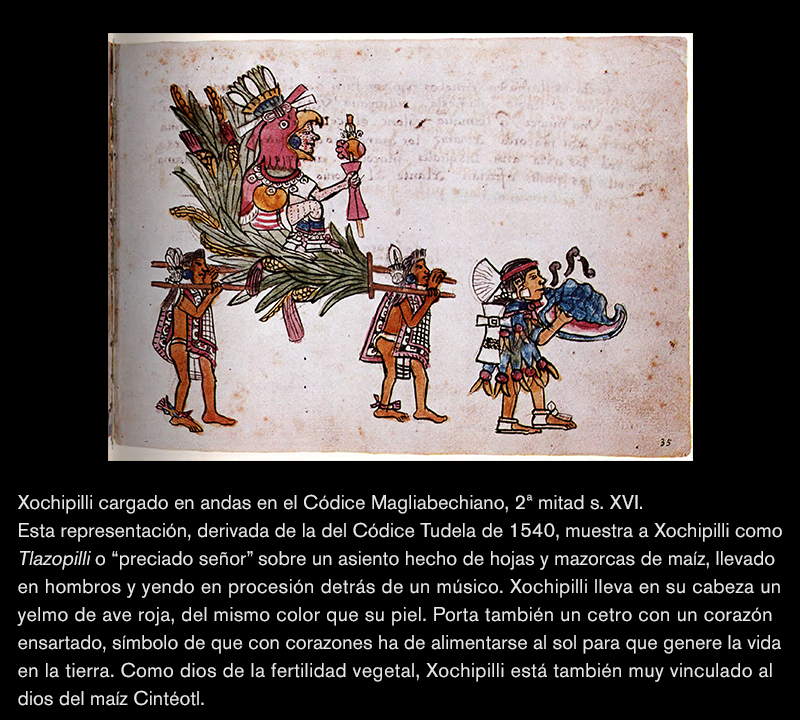 35
Xochipilli cargado en andas en el Códice Magliabechiano, 2ª mitad s. XVI.
Esta representación, derivada de la del Códice Tudela de 1540, muestra a Xochipilli como
Tlazopilli o “preciado señor” sobre un asiento hecho de hojas y mazorcas de maíz, llevado
en hombros y yendo en procesión detrás de un músico. Xochipilli lleva en su cabeza un
yelmo de ave roja, del mismo color que su piel. Porta también un cetro con un corazón
ensartado, símbolo de que con corazones ha de alimentarse al sol para que genere la vida
en la tierra. Como dios de la fertilidad vegetal, Xochipilli está también muy vinculado al
dios del maíz Cintéotl.